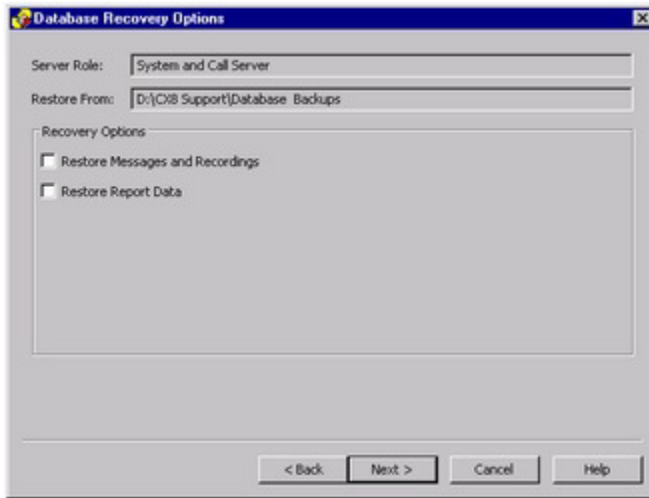 Database Recovery Options
Server Role: System and Call Server
Restore From: D:\CXB Support\Database Backups
Recovery Options
Restore Messages and Recordings
Restore Report Data
< Back Next > Cancel Help